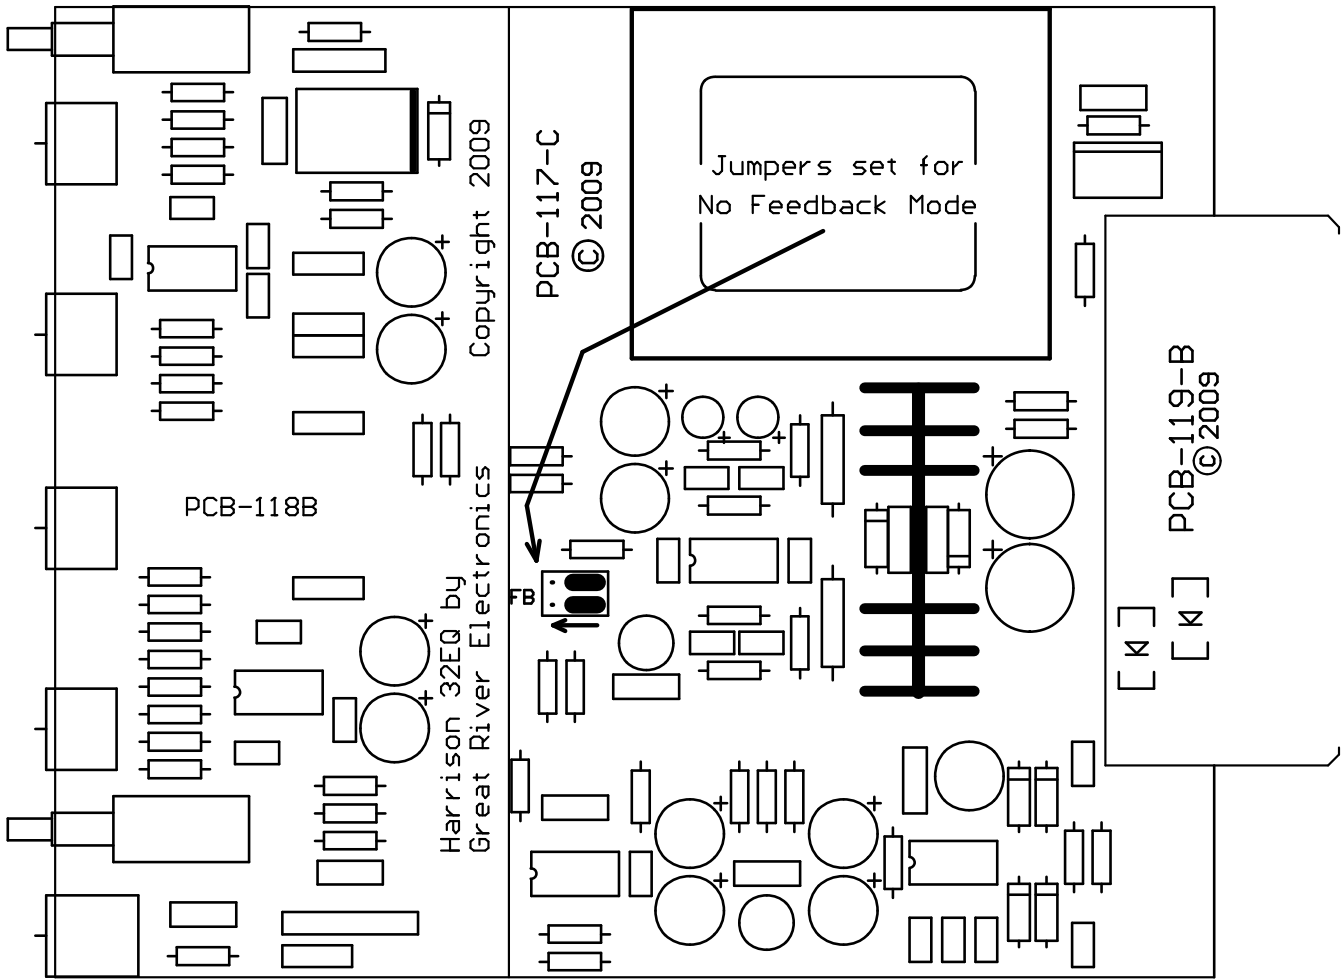 Jumpers set for
No Feedback Mode
PCB-117-C
© 2009
Copyright 2009
PCB-118B
Harrison 32EQ by
Great River Electronics
FB
PCB-119-B
© 2009